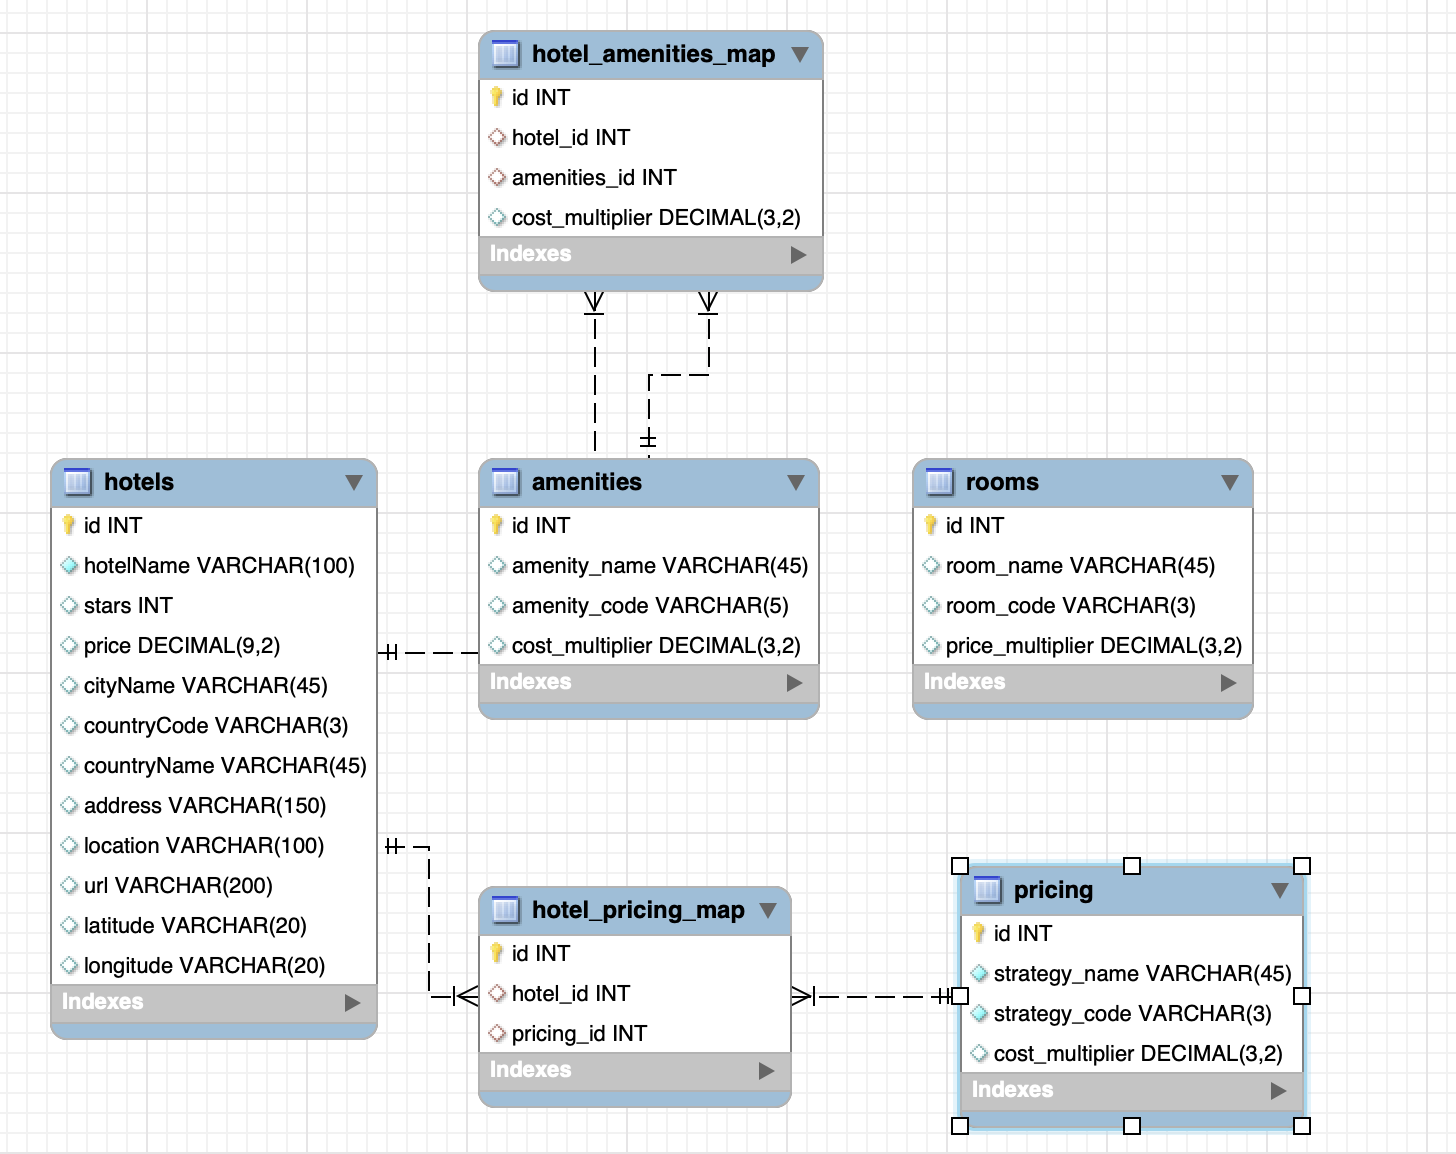 hotel_amenities_map
id INT
hotel_id INT
amenities_id INT
cost_multiplier DECIMAL(3,2)
Indexes
hotels
id INT
hotelName VARCHAR(100)
stars INT
price DECIMAL(9,2)
cityName VARCHAR(45)
countryCode VARCHAR(3)
countryName VARCHAR(45)
address VARCHAR(150)
location VARCHAR(100)
url VARCHAR(200)
latitude VARCHAR(20)
longitude VARCHAR(20)
Indexes
amenities
id INT
amenity_name VARCHAR(45)
amenity_code VARCHAR(5)
cost_multiplier DECIMAL(3,2)
Indexes
rooms
id INT
room_name VARCHAR(45)
room_code VARCHAR(3)
price_multiplier DECIMAL(3,2)
Indexes
hotel_pricing_map
id INT
hotel_id INT
pricing_id INT
Indexes
pricing
id INT
strategy_name VARCHAR(45)
strategy_code VARCHAR(3)
cost_multiplier DECIMAL(3,2)
Indexes